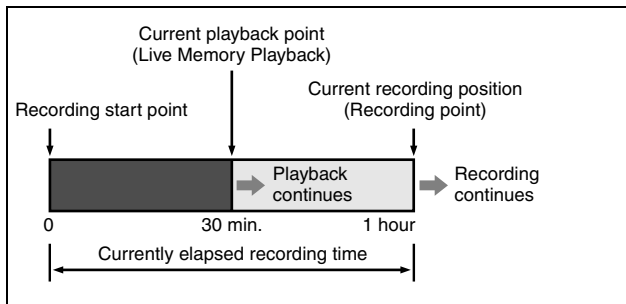 Current playback point
(Live Memory Playback)
Current recording position
(Recording point)
Recording start point
Playback
continues
Recording
continues
0
30 min.
1 hour
Currently elapsed recording time